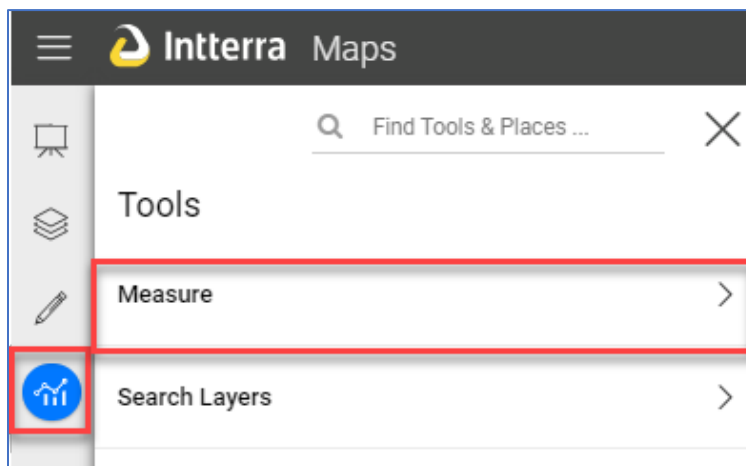 Intterra Maps
Find Tools & Places ...
Tools
Measure
Search Layers